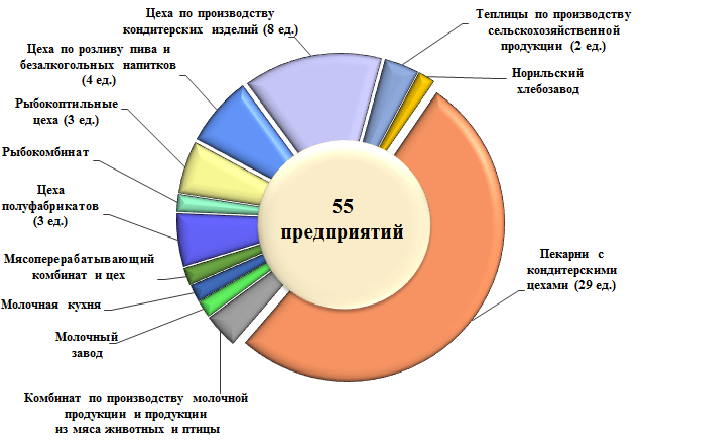 Цеха по производству
кондитерских изделий (8 ед.)
Теплицы по производству
сельскохозяйственной
продукции (2 ед.)
Норильский
хлебозавод
Цеха по розливу пива и
безалкогольных напитков
(4 ед.)
Рыбокоптильные
цеха (3 ед.)
Рыбокомбинат
Цеха
полуфабрикатов
(3 ед.)
Мясоперерабатывающий
комбинат и цех
Молочная кухня
Молочный
завод
Комбинат по производству молочной
продукции и продукции
из мяса животных и птицы
55
предприятий
Пекарни с
кондитерскими
цехами (29 ед.)